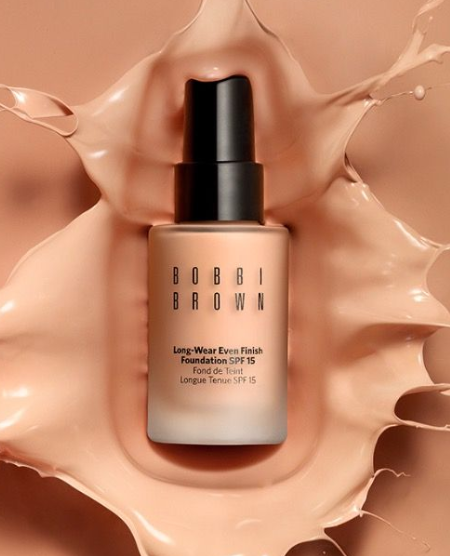 BOBBI
BROWN
Long-Wear Even Finish
Foundation SPF 15
Fond de Teint
Longue Tenue SPF 15